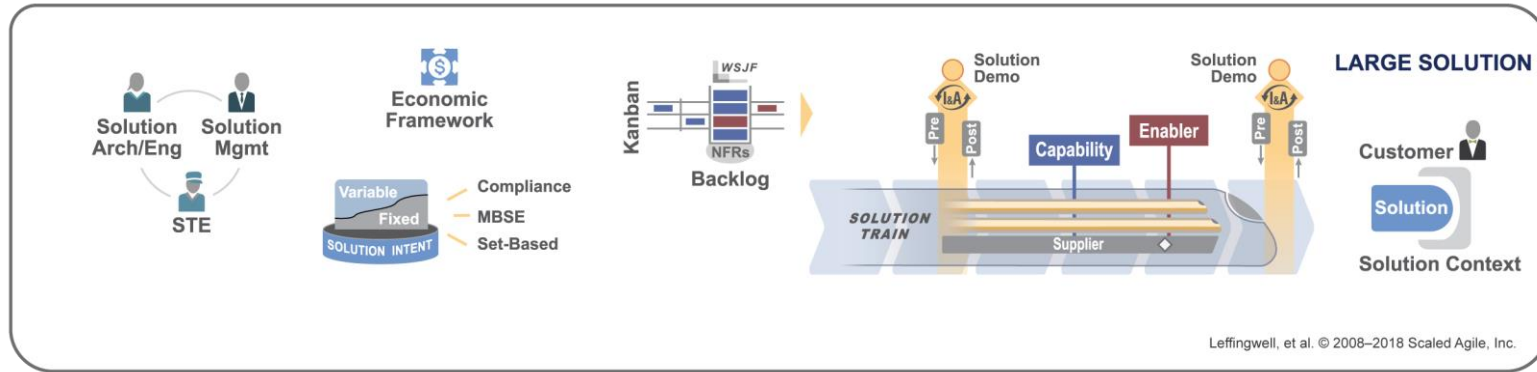 Solution
Arch/Eng
Solution
Mgmt
STE
Economic
Framework
Variable
Fixed
SOLUTION INTENT
Compliance
MBSE
Set-Based
Kanban
WSJF
NFRs
Backlog
Solution
Demo
I&A
Pre
Post
Capability
Enabler
SOLUTION
TRAIN
Supplier
Solution
Demo
I&A
Pre
Post
LARGE SOLUTION
Customer
Solution
Solution Context
Leffingwell, et al. © 2008–2018 Scaled Agile, Inc.